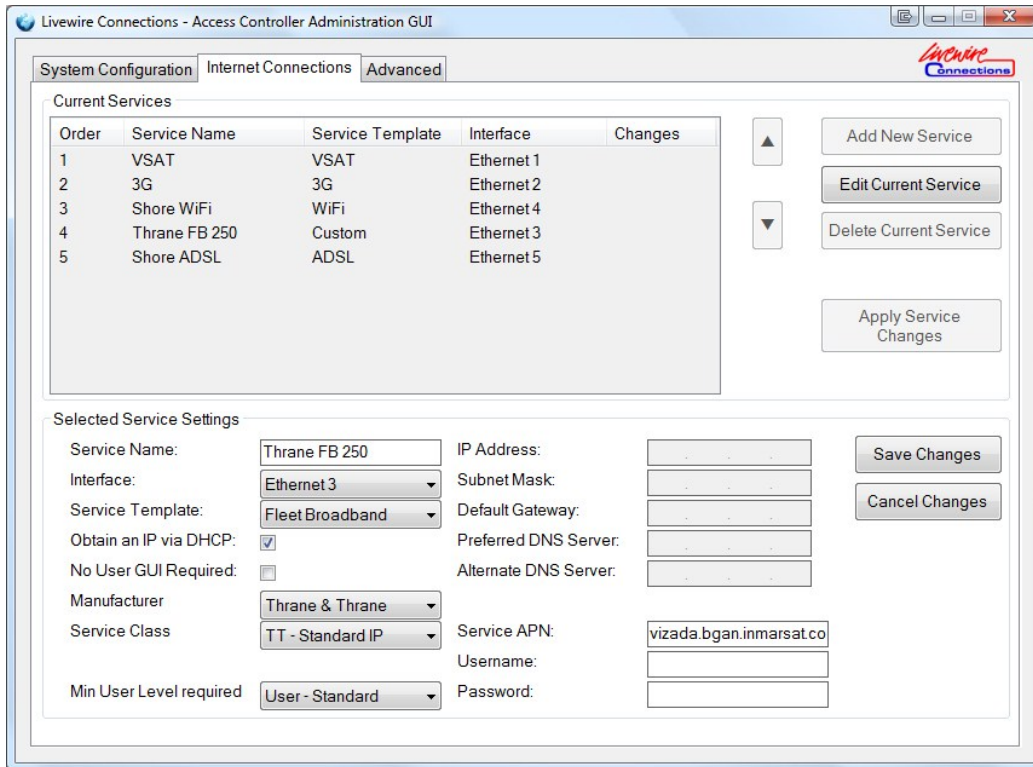 Livewire Connections - Access Controller Administration GUI
Livewire Connections
System Configuration Internet Connections Advanced
Current Services
Order Service Name Service Template Interface Changes
1 VSAT VSAT Ethernet 1
2 3G 3G Ethernet 2
3 Shore WiFi WiFi Ethernet 4
4 Thrane FB 250 Custom Ethernet 3
5 Shore ADSL ADSL Ethernet 5
Add New Service
Edit Current Service
Delete Current Service
Apply Service
Changes
Selected Service Settings
Service Name: Thrane FB 250 IP Address:
Interface: Ethernet 3 Subnet Mask:
Service Template: Fleet Broadband Default Gateway:
Obtain an IP via DHCP: Preferred DNS Server:
No User GUI Required: Alternate DNS Server:
Manufacturer Thrane & Thrane
Service Class TT - Standard IP Service APN: vizada.bgan.inmarsat.co
Username:
Min User Level required User - Standard Password:
Save Changes
Cancel Changes